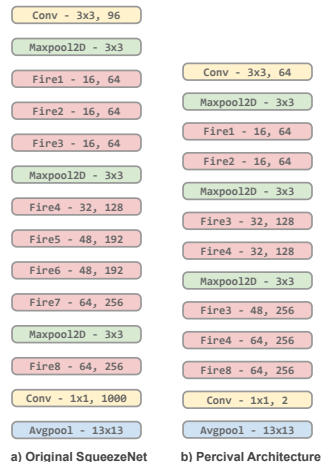 Conv - 3x3, 96
Maxpool2D - 3x3
Fire1 - 16, 64
Fire2 - 16, 64
Fire3 - 16, 64
Maxpool2D - 3x3
Fire4 - 32, 128
Fire5 - 48, 192
Fire6 - 48, 192
Fire7 - 64, 256
Maxpool2D - 3x3
Fire8 - 64, 256
Conv - 1x1, 1000
Avgpool - 13x13
a) Original SqueezeNet
Conv - 3x3, 64
Maxpool2D - 3x3
Fire1 - 16, 64
Fire2 - 16, 64
Maxpool2D - 3x3
Fire3 - 32, 128
Fire4 - 32, 128
Maxpool2D - 3x3
Fire3 - 48, 256
Fire4 - 64, 256
Fire8 - 64, 256
Conv - 1x1, 2
Avgpool - 13x13
b) Percival Architecture